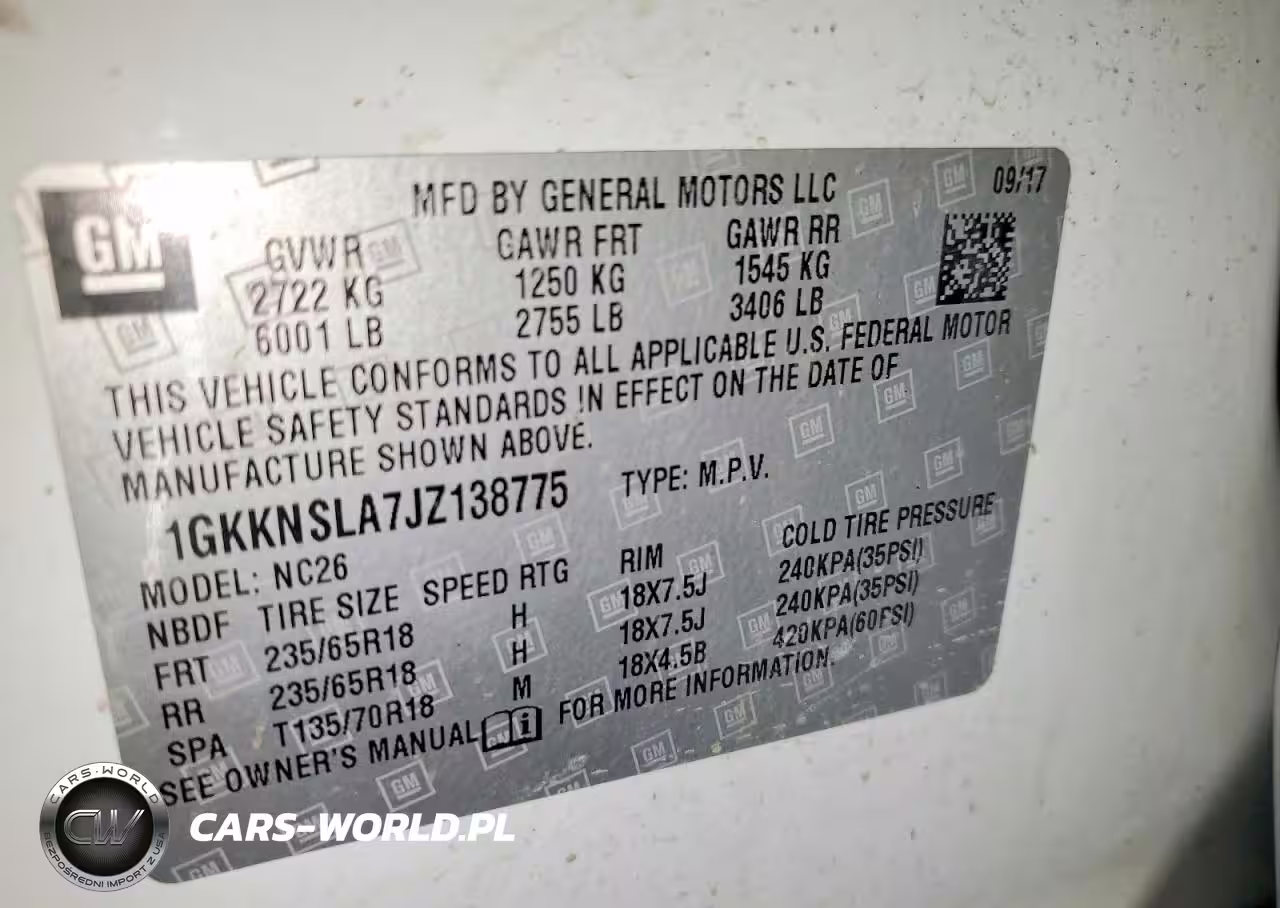 GM
MFD BY GENERAL MOTORS LLC 09/17
GVWR GAWR FRT GAWR RR
2722 KG 1250 KG 1545 KG
6001 LB 2755 LB 3406 LB
THIS VEHICLE CONFORMS TO ALL APPLICABLE U.S. FEDERAL MOTOR
VEHICLE SAFETY STANDARDS IN EFFECT ON THE DATE OF
MANUFACTURE SHOWN ABOVE.
1GKKNSLA7JZ138775 TYPE: M.P.V.
MODEL: NC26
NBDF TIRE SIZE SPEED RTG RIM COLD TIRE PRESSURE
FRT 235/65R18 H 18X7.5J 240KPA(35PSI)
RR 235/65R18 H 18X7.5J 240KPA(35PSI)
SPA T135/70R18 M 18X4.5B 420KPA(60PSI)
SEE OWNER'S MANUAL FOR MORE INFORMATION.
CARS-WORLD
CW
BEZPOŚREDNI IMPORT Z USA
CARS-WORLD.PL